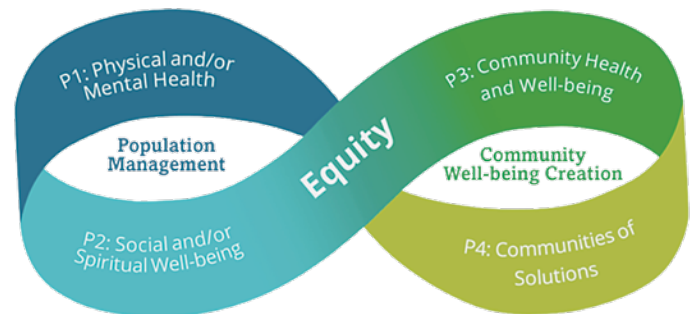 P1: Physical and/or
Mental Health
Population
Management
P2: Social and/or
Spiritual Well-being
Equity
P3: Community Health
and Well-being
Community
Well-being Creation
P4: Communities of
Solutions